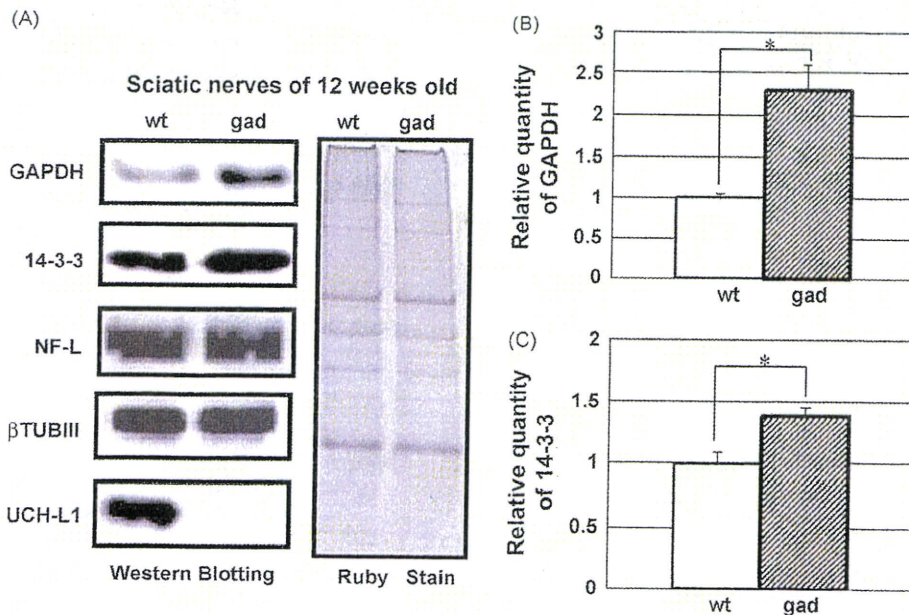 (A)
Sciatic nerves of 12 weeks old
wt gad wt gad
GAPDH
14-3-3
NF-L
βTUBIII
UCH-L1
Western Blotting
Ruby Stain
(B)
Relative quantity
of GAPDH
3
2.5
2
1.5
1
0.5
0
*
wt gad
(C)
Relative quantity
of 14-3-3
2
1.5
1
0.5
0
*
wt gad